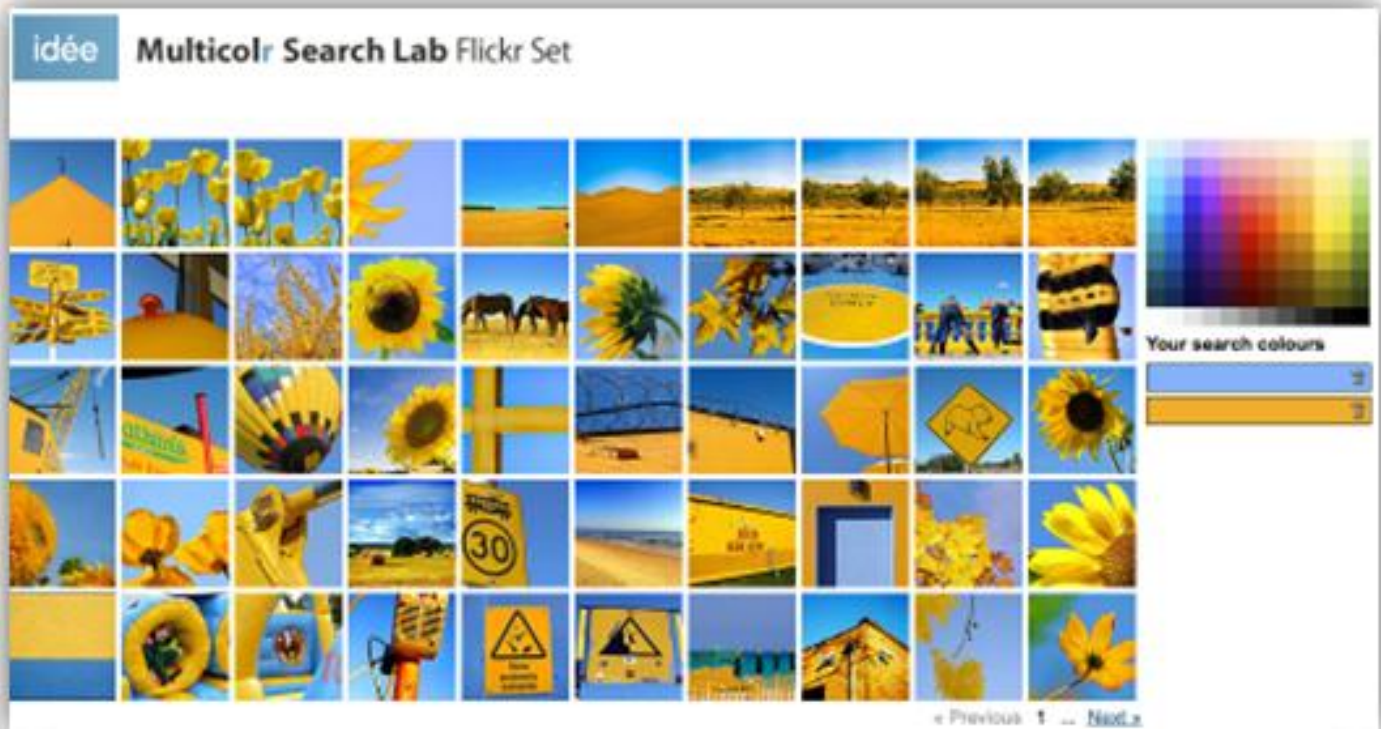 idée
Multicolr Search Lab Flickr Set
Your search colours
30
« Previous 1 ... Next »